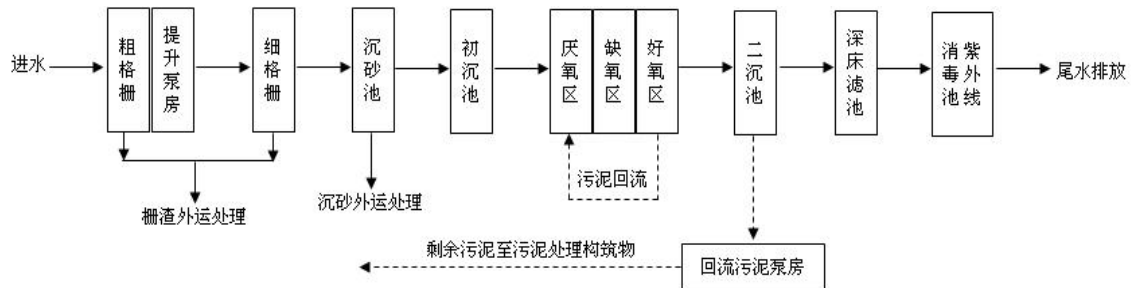 进水
粗格栅
提升泵房
细格栅
沉砂池
初沉池
厌氧区
缺氧区
好氧区
二沉池
深床滤池
紫外线
消毒池
尾水排放
污泥回流
栅渣外运处理
沉砂外运处理
剩余污泥至污泥处理构筑物
回流污泥泵房